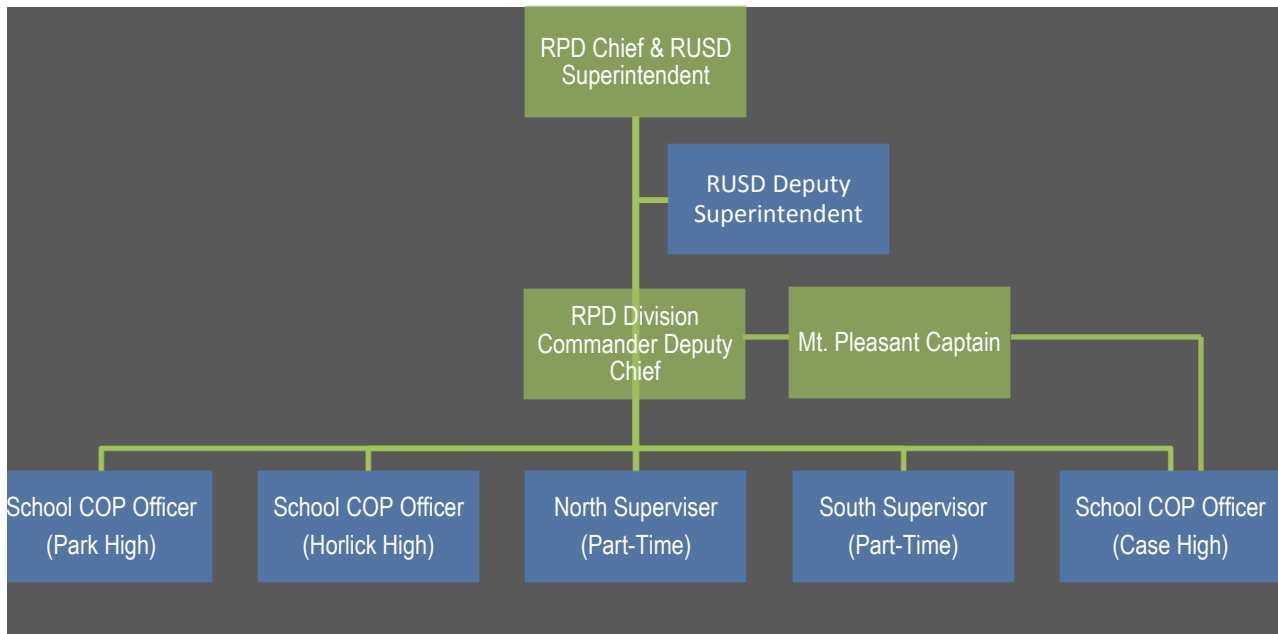 RPD Chief & RUSD
Superintendent
RUSD Deputy
Superintendent
RPD Division
Commander Deputy
Chief
Mt. Pleasant Captain
School COP Officer
(Park High)
School COP Officer
(Horlick High)
North Superviser
(Part-Time)
South Supervisor
(Part-Time)
School COP Officer
(Case High)